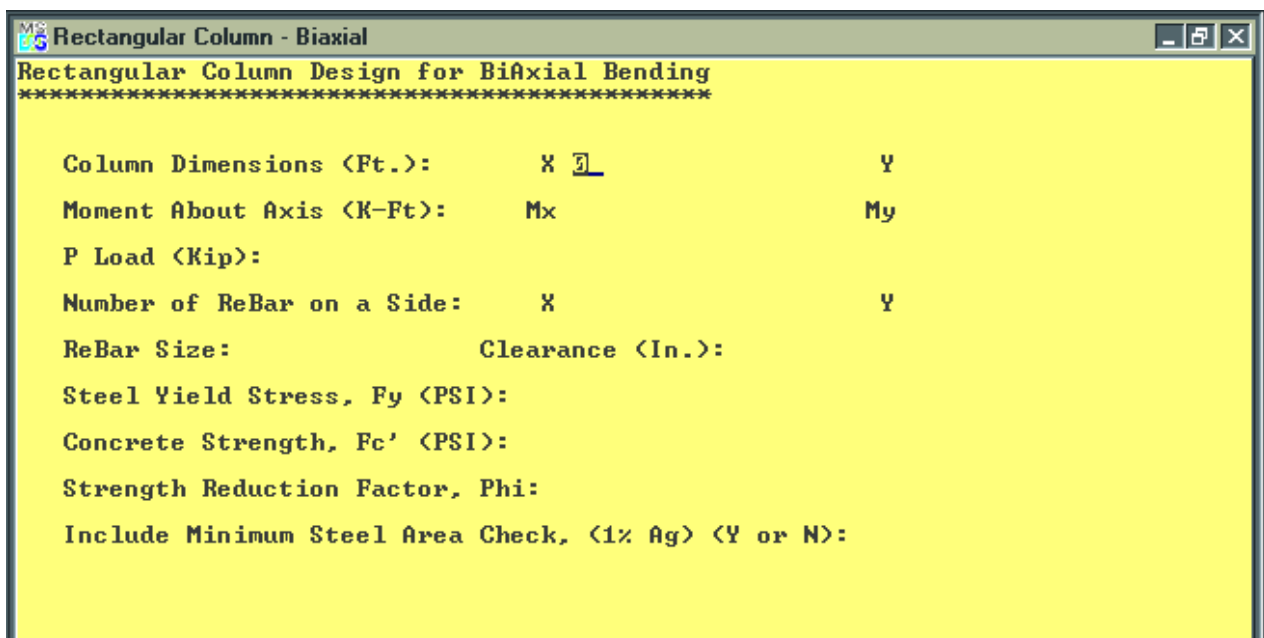 Rectangular Column - Biaxial
Rectangular Column Design for BiAxial Bending
*********************************************
Column Dimensions (Ft.): X 0 Y
Moment About Axis (K-Ft): Mx My
P Load (Kip):
Number of ReBar on a Side: X Y
ReBar Size: Clearance (In.):
Steel Yield Stress, Fy (PSI):
Concrete Strength, Fc' (PSI):
Strength Reduction Factor, Phi:
Include Minimum Steel Area Check, (1% Ag) (Y or N):